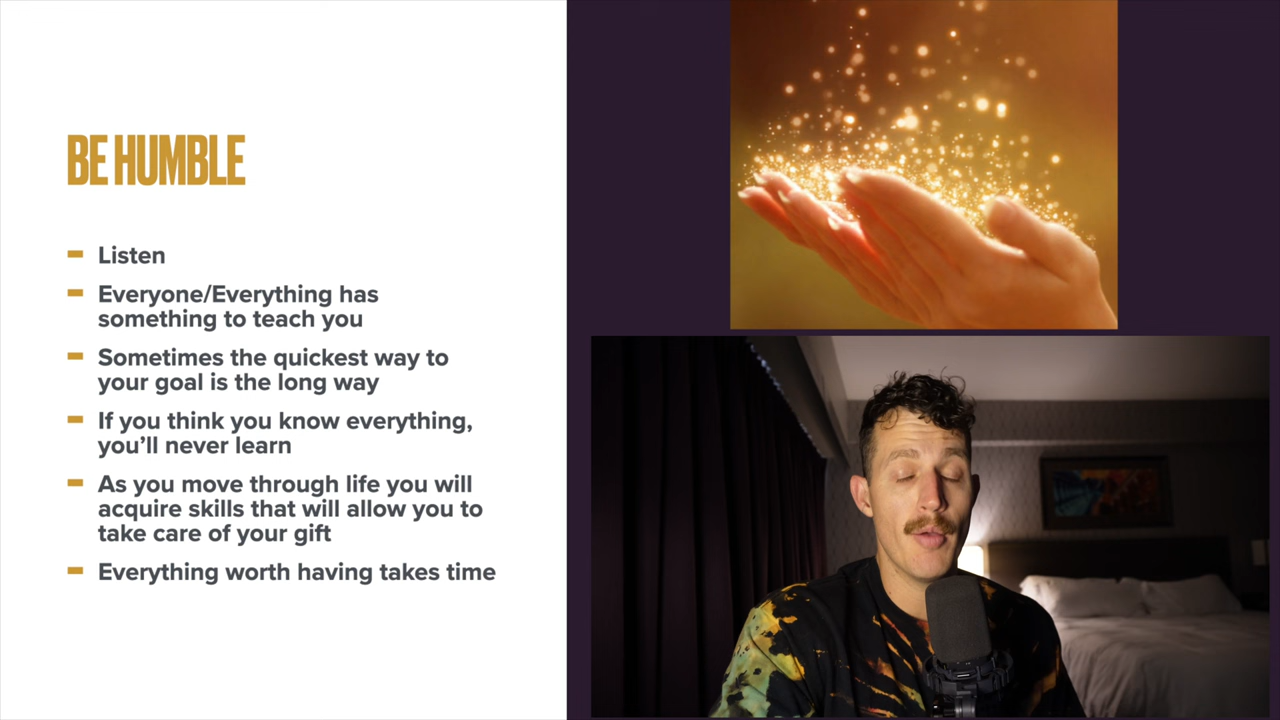 BE HUMBLE
Listen
Everyone/Everything has
something to teach you
Sometimes the quickest way to
your goal is the long way
If you think you know everything,
you’ll never learn
As you move through life you will
acquire skills that will allow you to
take care of your gift
Everything worth having takes time